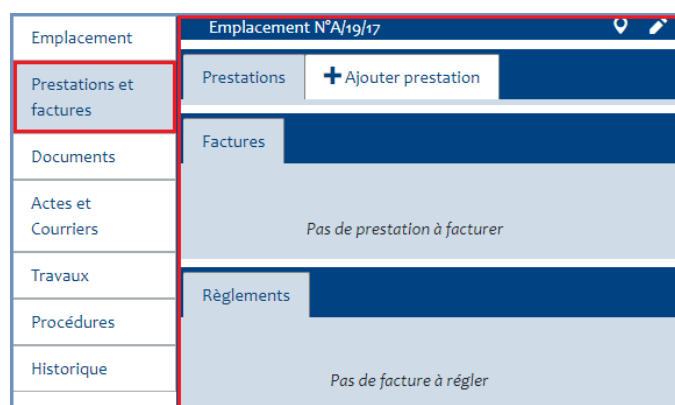 Emplacement
Prestations et
factures
Documents
Actes et
Courriers
Travaux
Procédures
Historique
Emplacement N°A/19/17
Prestations
Ajouter prestation
Factures
Pas de prestation à facturer
Règlements
Pas de facture à régler